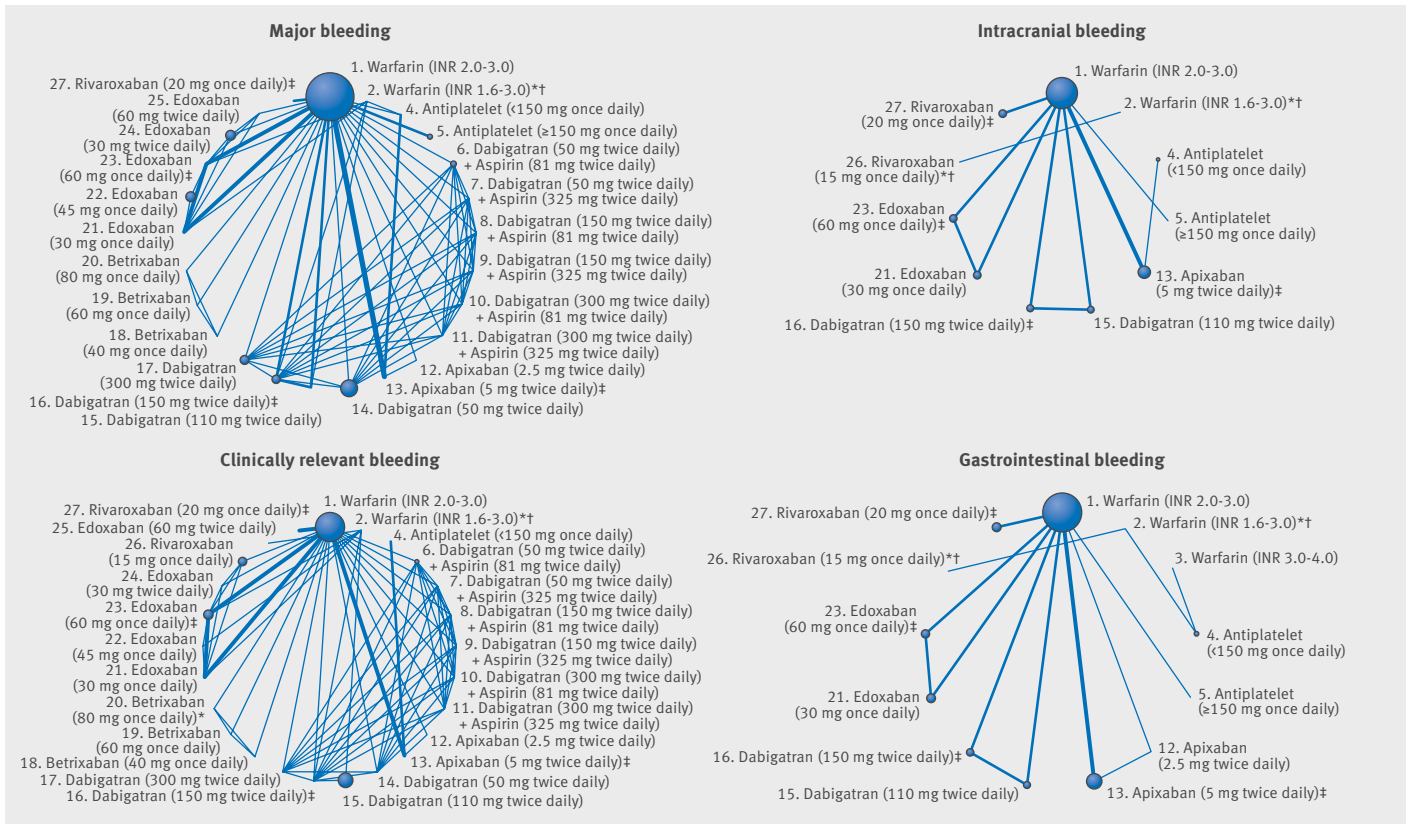 Major bleeding
1. Warfarin (INR 2.0-3.0)
2. Warfarin (INR 1.6-3.0)*†
4. Antiplatelet (<150 mg once daily)
5. Antiplatelet (≥150 mg once daily)
6. Dabigatran (50 mg twice daily)
+ Aspirin (81 mg twice daily)
7. Dabigatran (50 mg twice daily)
+ Aspirin (325 mg twice daily)
8. Dabigatran (150 mg twice daily)
+ Aspirin (81 mg twice daily)
9. Dabigatran (150 mg twice daily)
+ Aspirin (325 mg twice daily)
10. Dabigatran (300 mg twice daily)
+ Aspirin (81 mg twice daily)
11. Dabigatran (300 mg twice daily)
+ Aspirin (325 mg twice daily)
12. Apixaban (2.5 mg twice daily)
13. Apixaban (5 mg twice daily)‡
14. Dabigatran (50 mg twice daily)
15. Dabigatran (110 mg twice daily)
16. Dabigatran (150 mg twice daily)‡
17. Dabigatran
(300 mg twice daily)
18. Betrixaban
(40 mg once daily)
19. Betrixaban
(60 mg once daily)
20. Betrixaban
(80 mg once daily)
21. Edoxaban
(30 mg once daily)
22. Edoxaban
(45 mg once daily)
23. Edoxaban
(60 mg once daily)‡
24. Edoxaban
(30 mg twice daily)
25. Edoxaban
(60 mg twice daily)
27. Rivaroxaban (20 mg once daily)‡
Intracranial bleeding
1. Warfarin (INR 2.0-3.0)
2. Warfarin (INR 1.6-3.0)*†
4. Antiplatelet
(<150 mg once daily)
5. Antiplatelet
(≥150 mg once daily)
13. Apixaban
(5 mg twice daily)‡
15. Dabigatran (110 mg twice daily)
16. Dabigatran (150 mg twice daily)‡
21. Edoxaban
(30 mg once daily)
23. Edoxaban
(60 mg once daily)‡
26. Rivaroxaban
(15 mg once daily)*†
27. Rivaroxaban
(20 mg once daily)‡
Clinically relevant bleeding
1. Warfarin (INR 2.0-3.0)
2. Warfarin (INR 1.6-3.0)*†
4. Antiplatelet (<150 mg once daily)
6. Dabigatran (50 mg twice daily)
+ Aspirin (81 mg twice daily)
7. Dabigatran (50 mg twice daily)
+ Aspirin (325 mg twice daily)
8. Dabigatran (150 mg twice daily)
+ Aspirin (81 mg twice daily)
9. Dabigatran (150 mg twice daily)
+ Aspirin (325 mg twice daily)
10. Dabigatran (300 mg twice daily)
+ Aspirin (81 mg twice daily)
11. Dabigatran (300 mg twice daily)
+ Aspirin (325 mg twice daily)
12. Apixaban (2.5 mg twice daily)
13. Apixaban (5 mg twice daily)‡
14. Dabigatran (50 mg twice daily)
15. Dabigatran (110 mg twice daily)
16. Dabigatran (150 mg twice daily)‡
17. Dabigatran (300 mg twice daily)
18. Betrixaban (40 mg once daily)
19. Betrixaban
(60 mg once daily)
20. Betrixaban
(80 mg once daily)*
21. Edoxaban
(30 mg once daily)
22. Edoxaban
(45 mg once daily)
23. Edoxaban
(60 mg once daily)‡
24. Edoxaban
(30 mg twice daily)
26. Rivaroxaban
(15 mg once daily)
25. Edoxaban (60 mg twice daily)
27. Rivaroxaban (20 mg once daily)‡
Gastrointestinal bleeding
1. Warfarin (INR 2.0-3.0)
2. Warfarin (INR 1.6-3.0)*†
3. Warfarin (INR 3.0-4.0)
4. Antiplatelet
(<150 mg once daily)
5. Antiplatelet
(≥150 mg once daily)
12. Apixaban
(2.5 mg twice daily)
13. Apixaban (5 mg twice daily)‡
15. Dabigatran (110 mg twice daily)
16. Dabigatran (150 mg twice daily)‡
21. Edoxaban
(30 mg once daily)
23. Edoxaban
(60 mg once daily)‡
26. Rivaroxaban (15 mg once daily)*†
27. Rivaroxaban (20 mg once daily)‡